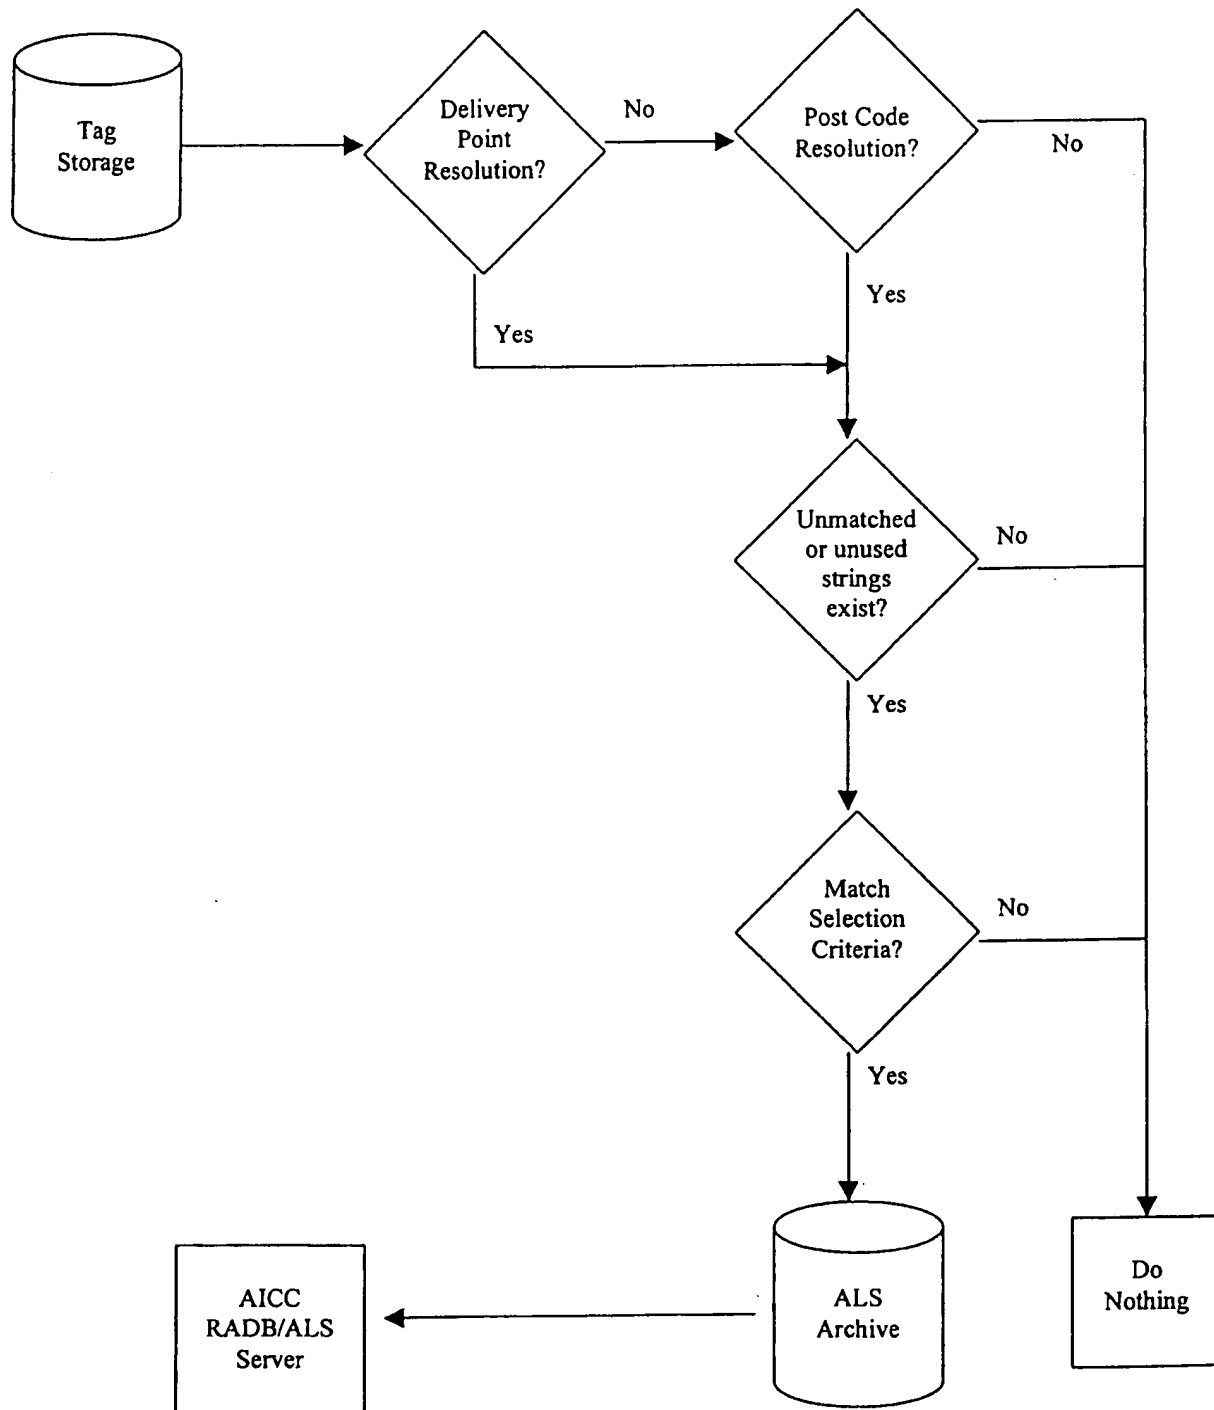 Tag
Storage
Delivery
Point
Resolution?
No
Post Code
Resolution?
No
Yes
Yes
Unmatched
or unused
strings
exist?
No
Yes
Match
Selection
Criteria?
No
Yes
AICC
RADB/ALS
Server
ALS
Archive
Do
Nothing